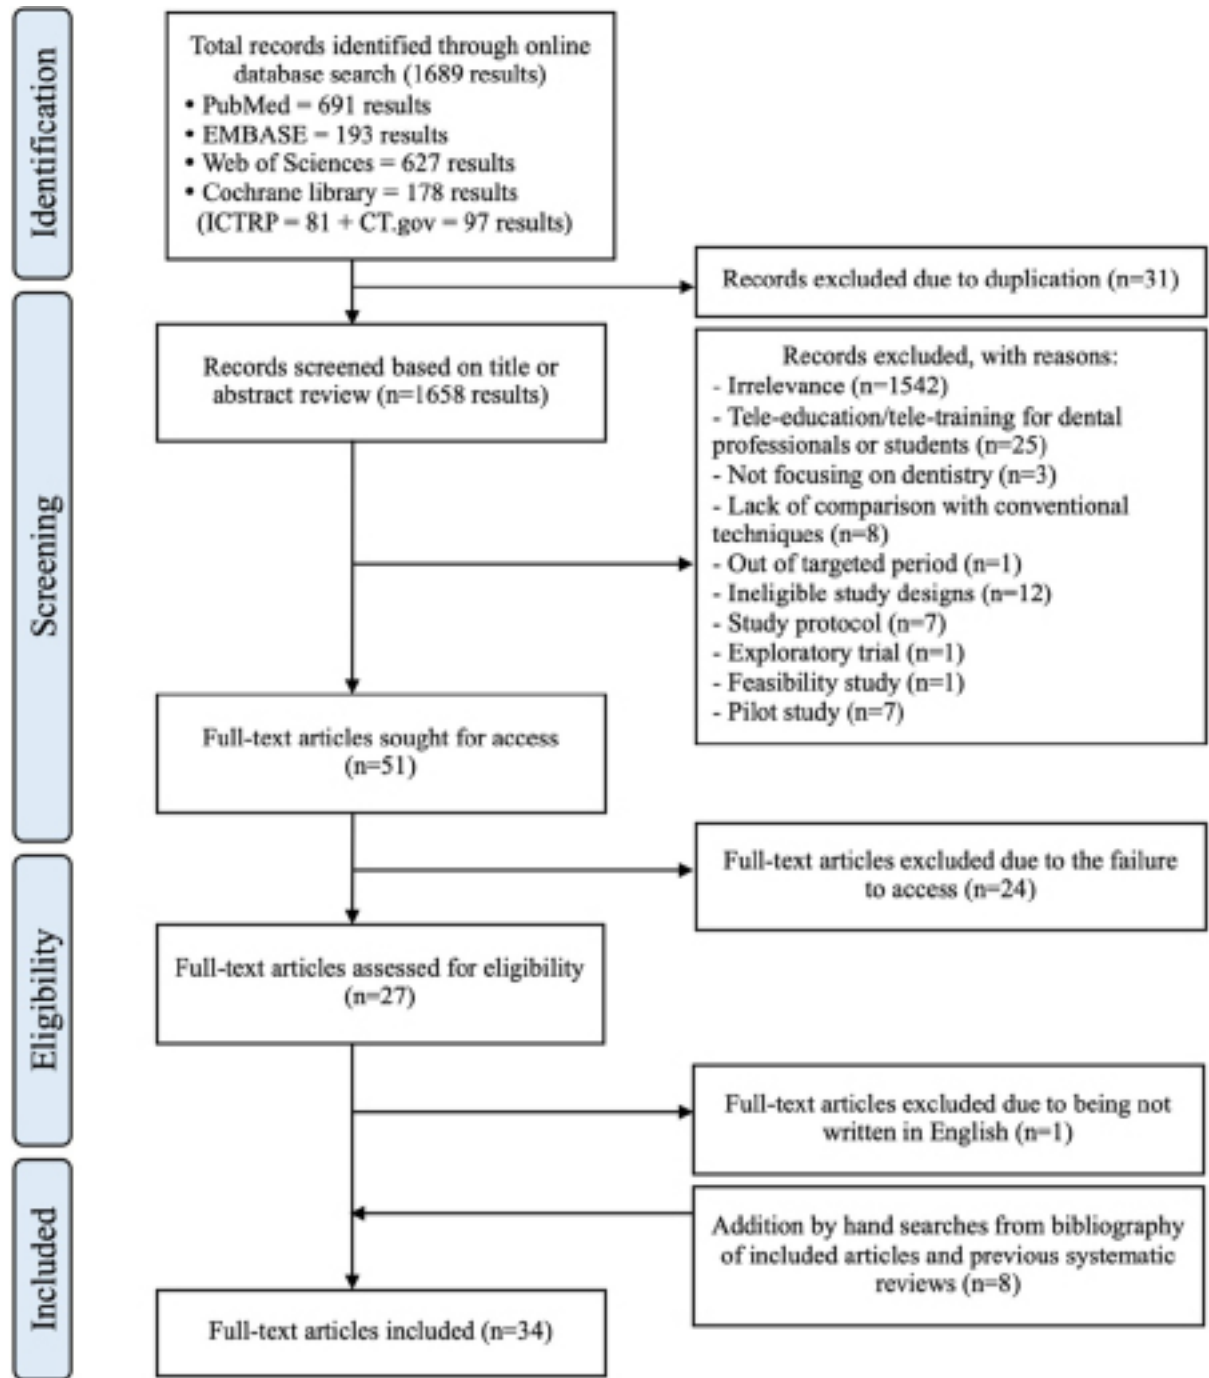 Identification
Total records identified through online
database search (1689 results)
• PubMed = 691 results
• EMBASE = 193 results
• Web of Sciences = 627 results
• Cochrane library = 178 results
(ICTRP = 81 + CT.gov = 97 results)
Records excluded due to duplication (n=31)
Screening
Records screened based on title or
abstract review (n=1658 results)
Records excluded, with reasons:
- Irrelevance (n=1542)
- Tele-education/tele-training for dental
professionals or students (n=25)
- Not focusing on dentistry (n=3)
- Lack of comparison with conventional
techniques (n=8)
- Out of targeted period (n=1)
- Ineligible study designs (n=12)
- Study protocol (n=7)
- Exploratory trial (n=1)
- Feasibility study (n=1)
- Pilot study (n=7)
Full-text articles sought for access
(n=51)
Full-text articles excluded due to the failure
to access (n=24)
Eligibility
Full-text articles assessed for eligibility
(n=27)
Full-text articles excluded due to being not
written in English (n=1)
Included
Addition by hand searches from bibliography
of included articles and previous systematic
reviews (n=8)
Full-text articles included (n=34)